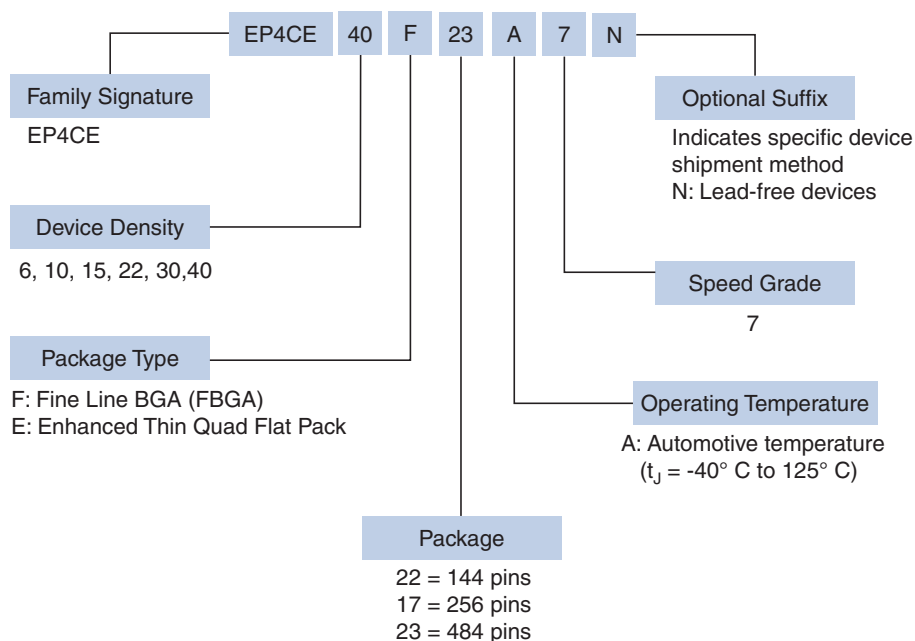 EP4CE 40 F 23 A 7 N
Family Signature
EP4CE
Optional Suffix
Indicates specific device
shipment method
N: Lead-free devices
Device Density
6, 10, 15, 22, 30,40
Speed Grade
7
Package Type
F: Fine Line BGA (FBGA)
E: Enhanced Thin Quad Flat Pack
Operating Temperature
A: Automotive temperature
(tJ = -40° C to 125° C)
Package
22 = 144 pins
17 = 256 pins
23 = 484 pins